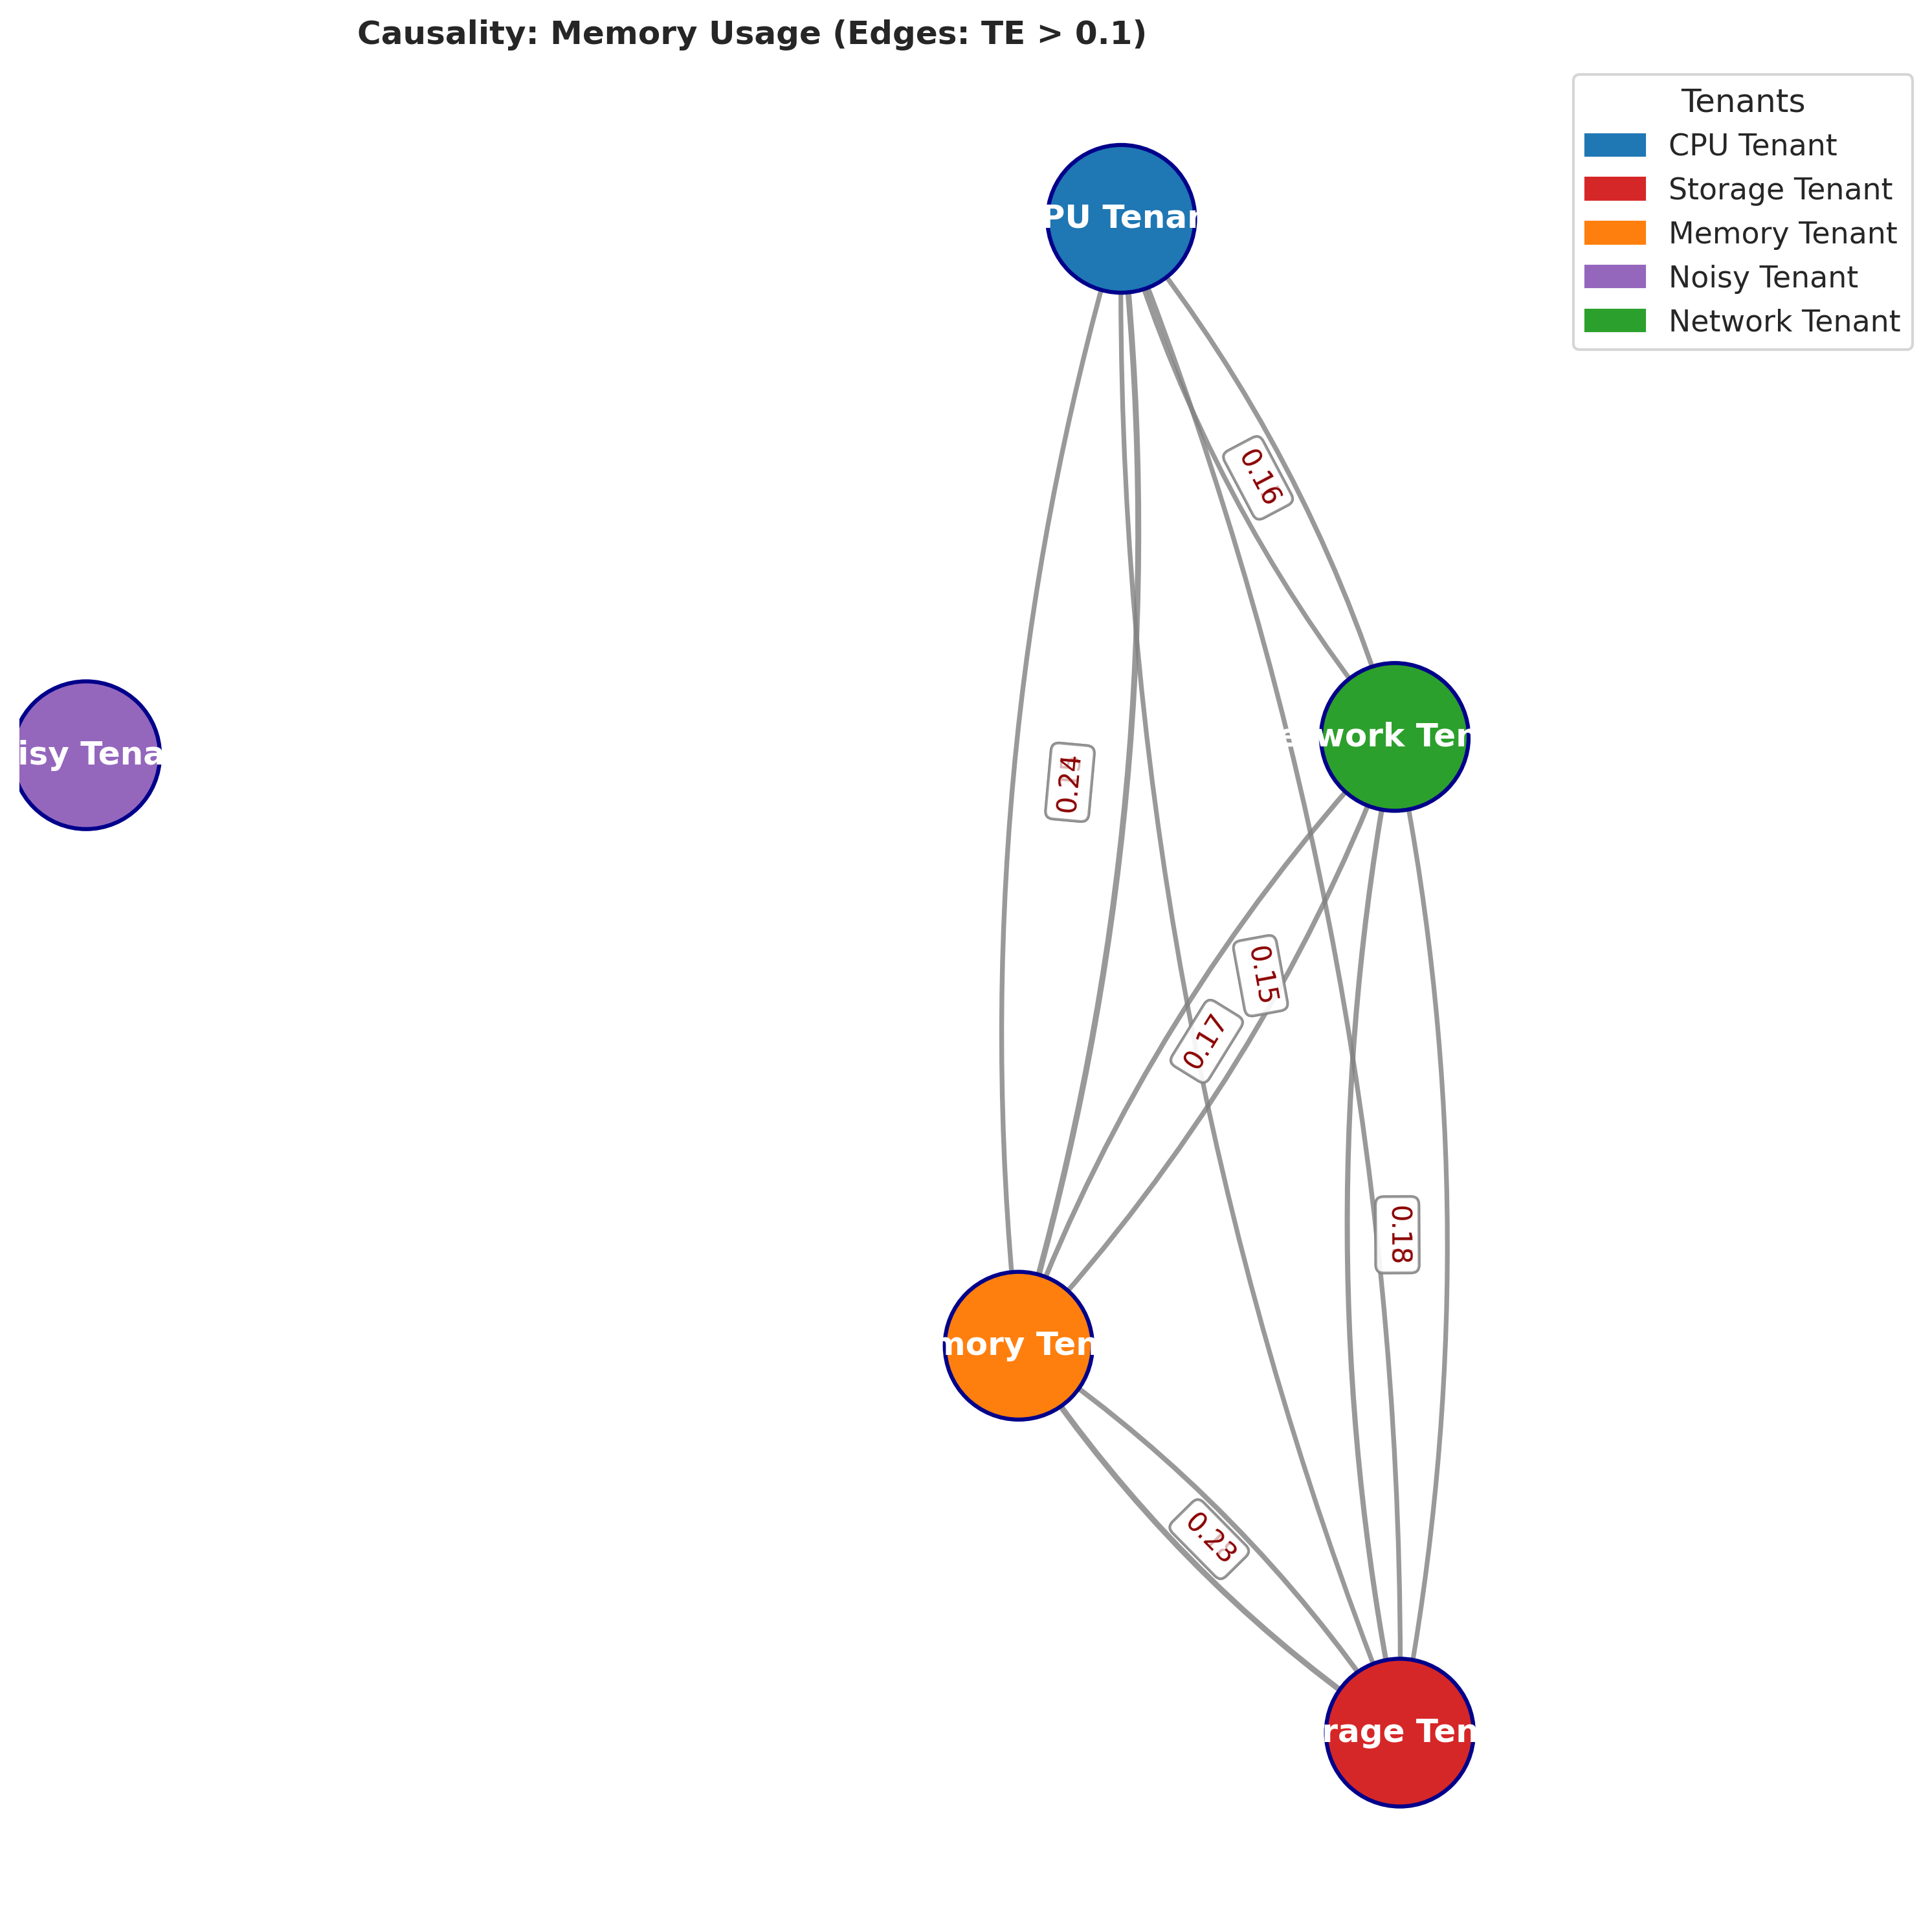 Causality: Memory Usage (Edges: TE > 0.1)
Tenants
CPU Tenant
Storage Tenant
Memory Tenant
Noisy Tenant
Network Tenant
PU Tenan
0.16
work Ten
isy Tena
0.24
0.15
0.17
0.18
mory Ten
rage Ten